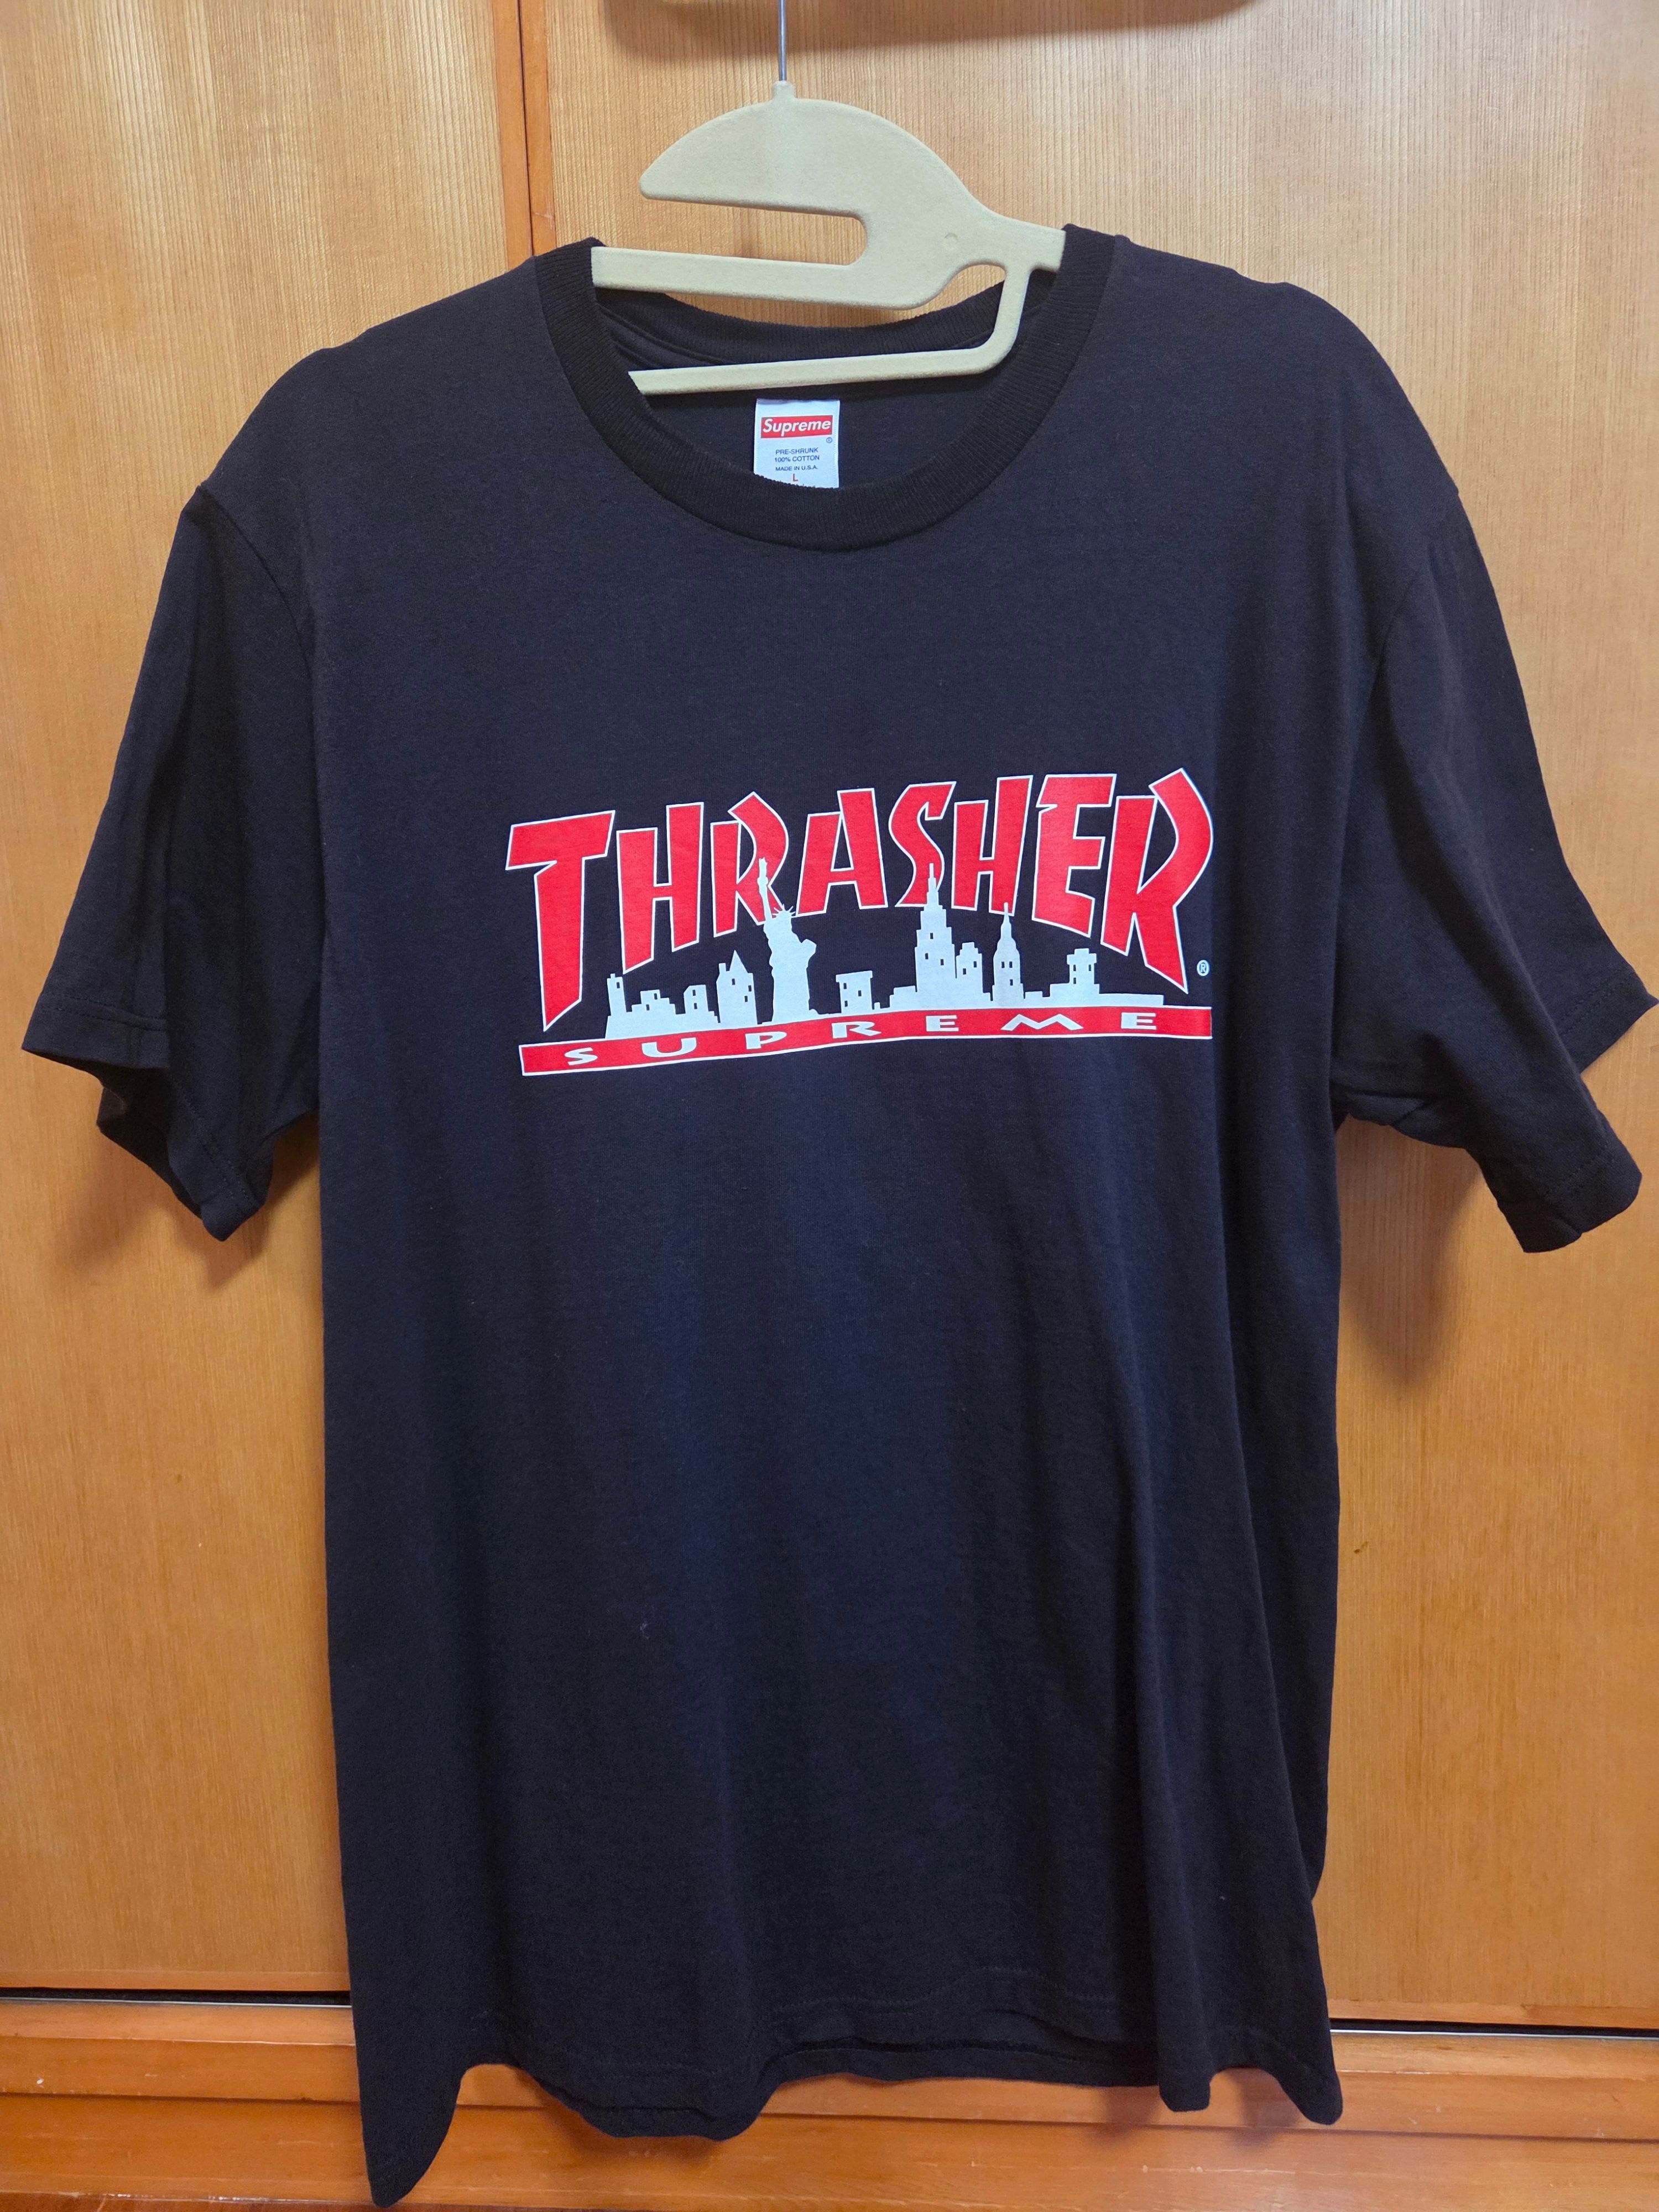 Supreme
®
PRE-SHRUNK
100% COTTON
MADE IN U.S.A.
L
THRASHER
®
SUPREME